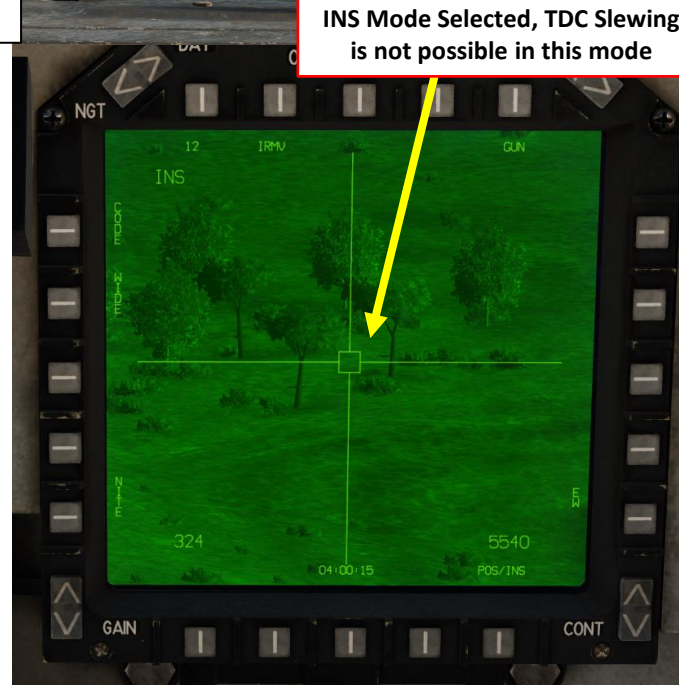 INS Mode Selected, TDC Slewing
is not possible in this mode
DAY
NGT
12 IRMV GUN
INS
CODE
WIDE
NITE
EW
324 5540
04:00:15 POS/INS
GAIN CONT